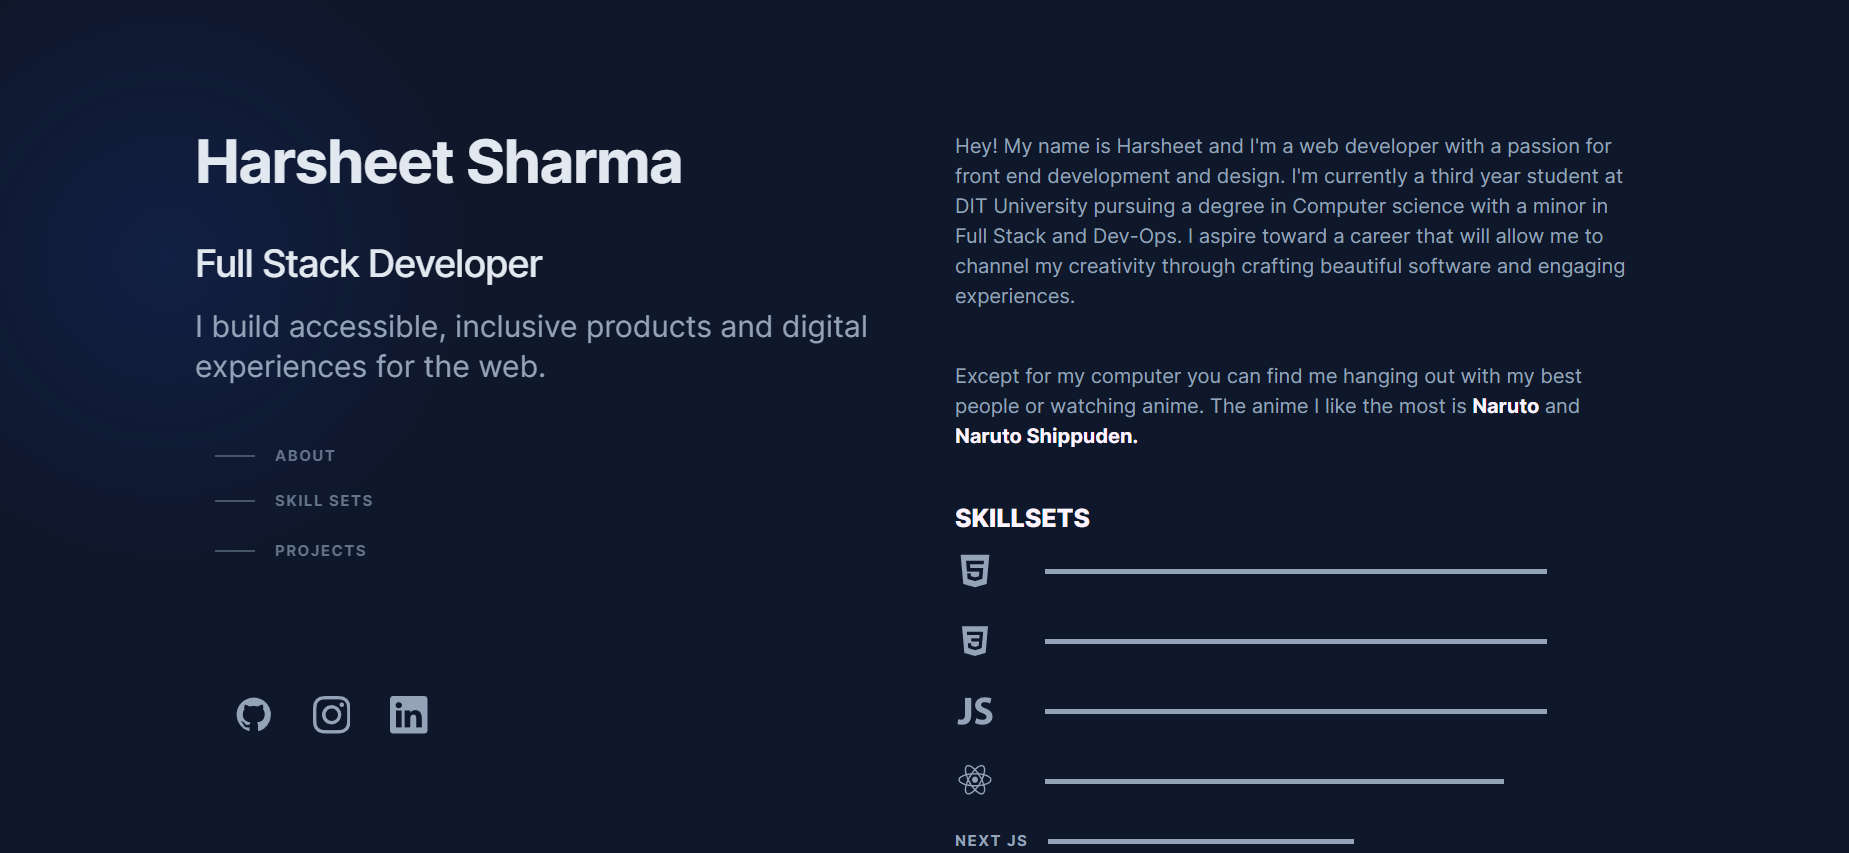 Harsheet Sharma
Full Stack Developer
I build accessible, inclusive products and digital
experiences for the web.
ABOUT
SKILL SETS
PROJECTS
in
Hey! My name is Harsheet and I'm a web developer with a passion for
front end development and design. I'm currently a third year student at
DIT University pursuing a degree in Computer science with a minor in
Full Stack and Dev-Ops. I aspire toward a career that will allow me to
channel my creativity through crafting beautiful software and engaging
experiences.
Except for my computer you can find me hanging out with my best
people or watching anime. The anime I like the most is Naruto and
Naruto Shippuden.
SKILLSETS
5
3
JS
NEXT JS